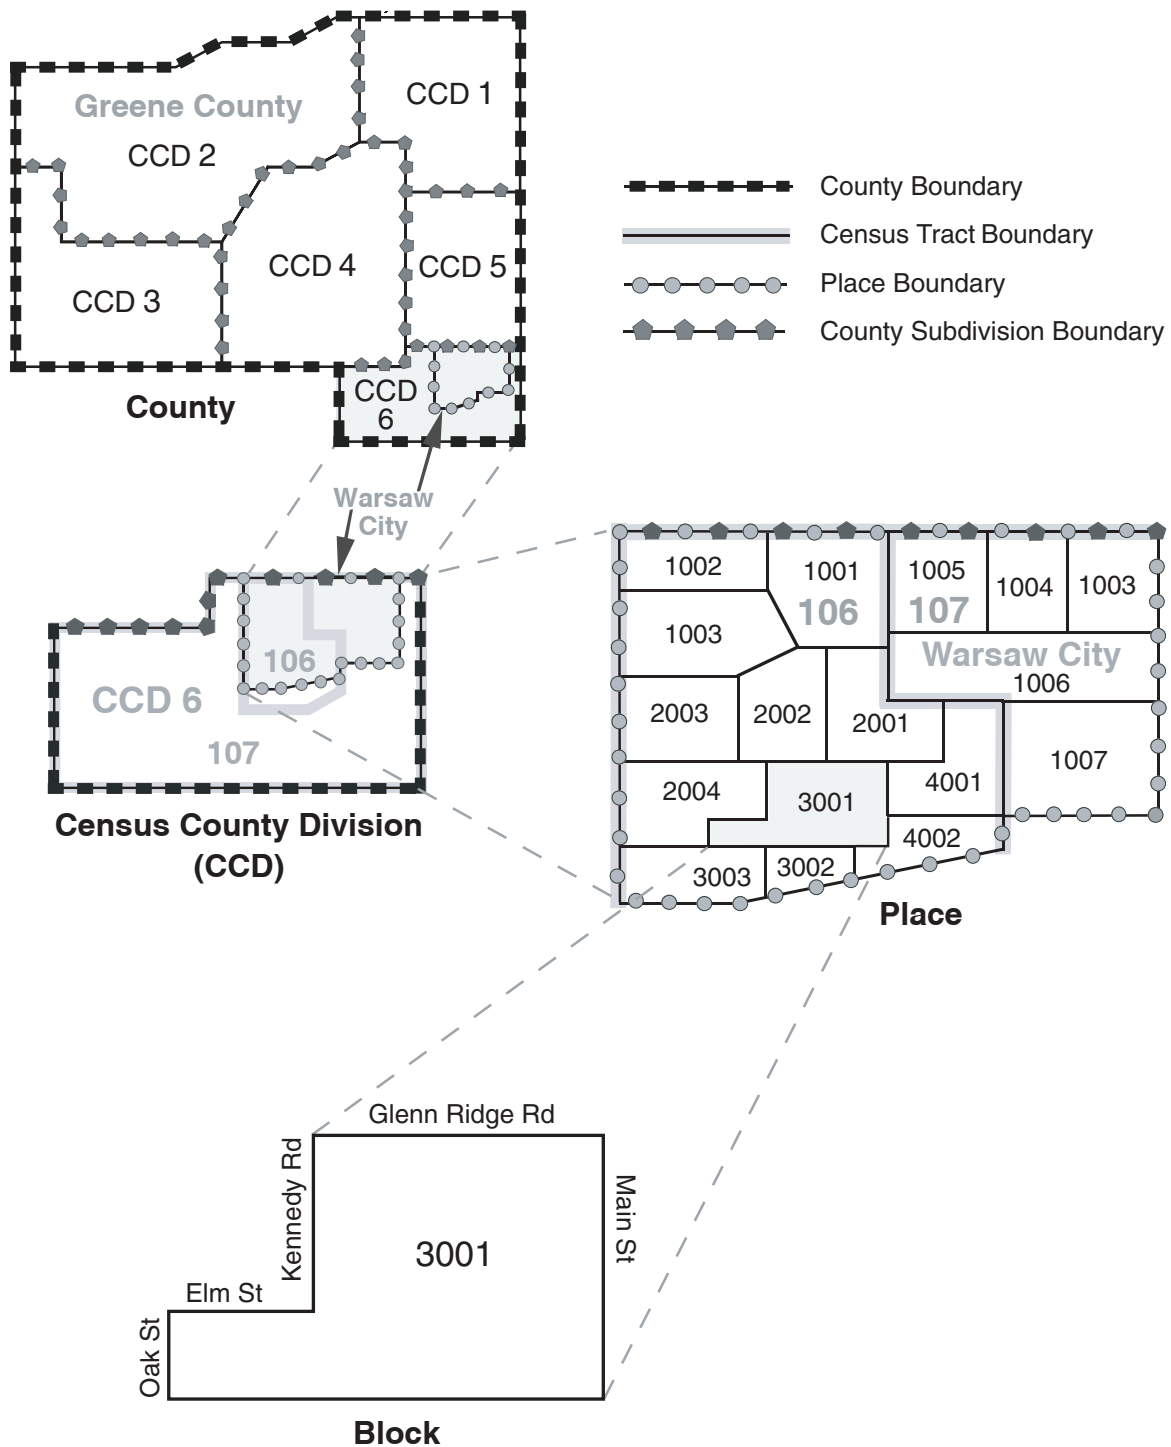 Greene County
CCD 1
CCD 2
CCD 3
CCD 4
CCD 5
CCD
6
County
County Boundary
Census Tract Boundary
Place Boundary
County Subdivision Boundary
Warsaw
City
106
CCD 6
107
Census County Division
(CCD)
1002
1001
1005
1004
1003
106
107
1003
Warsaw City
1006
2003
2002
2001
1007
2004
3001
4001
4002
3003
3002
Place
Glenn Ridge Rd
Kennedy Rd
Main St
3001
Elm St
Oak St
Block